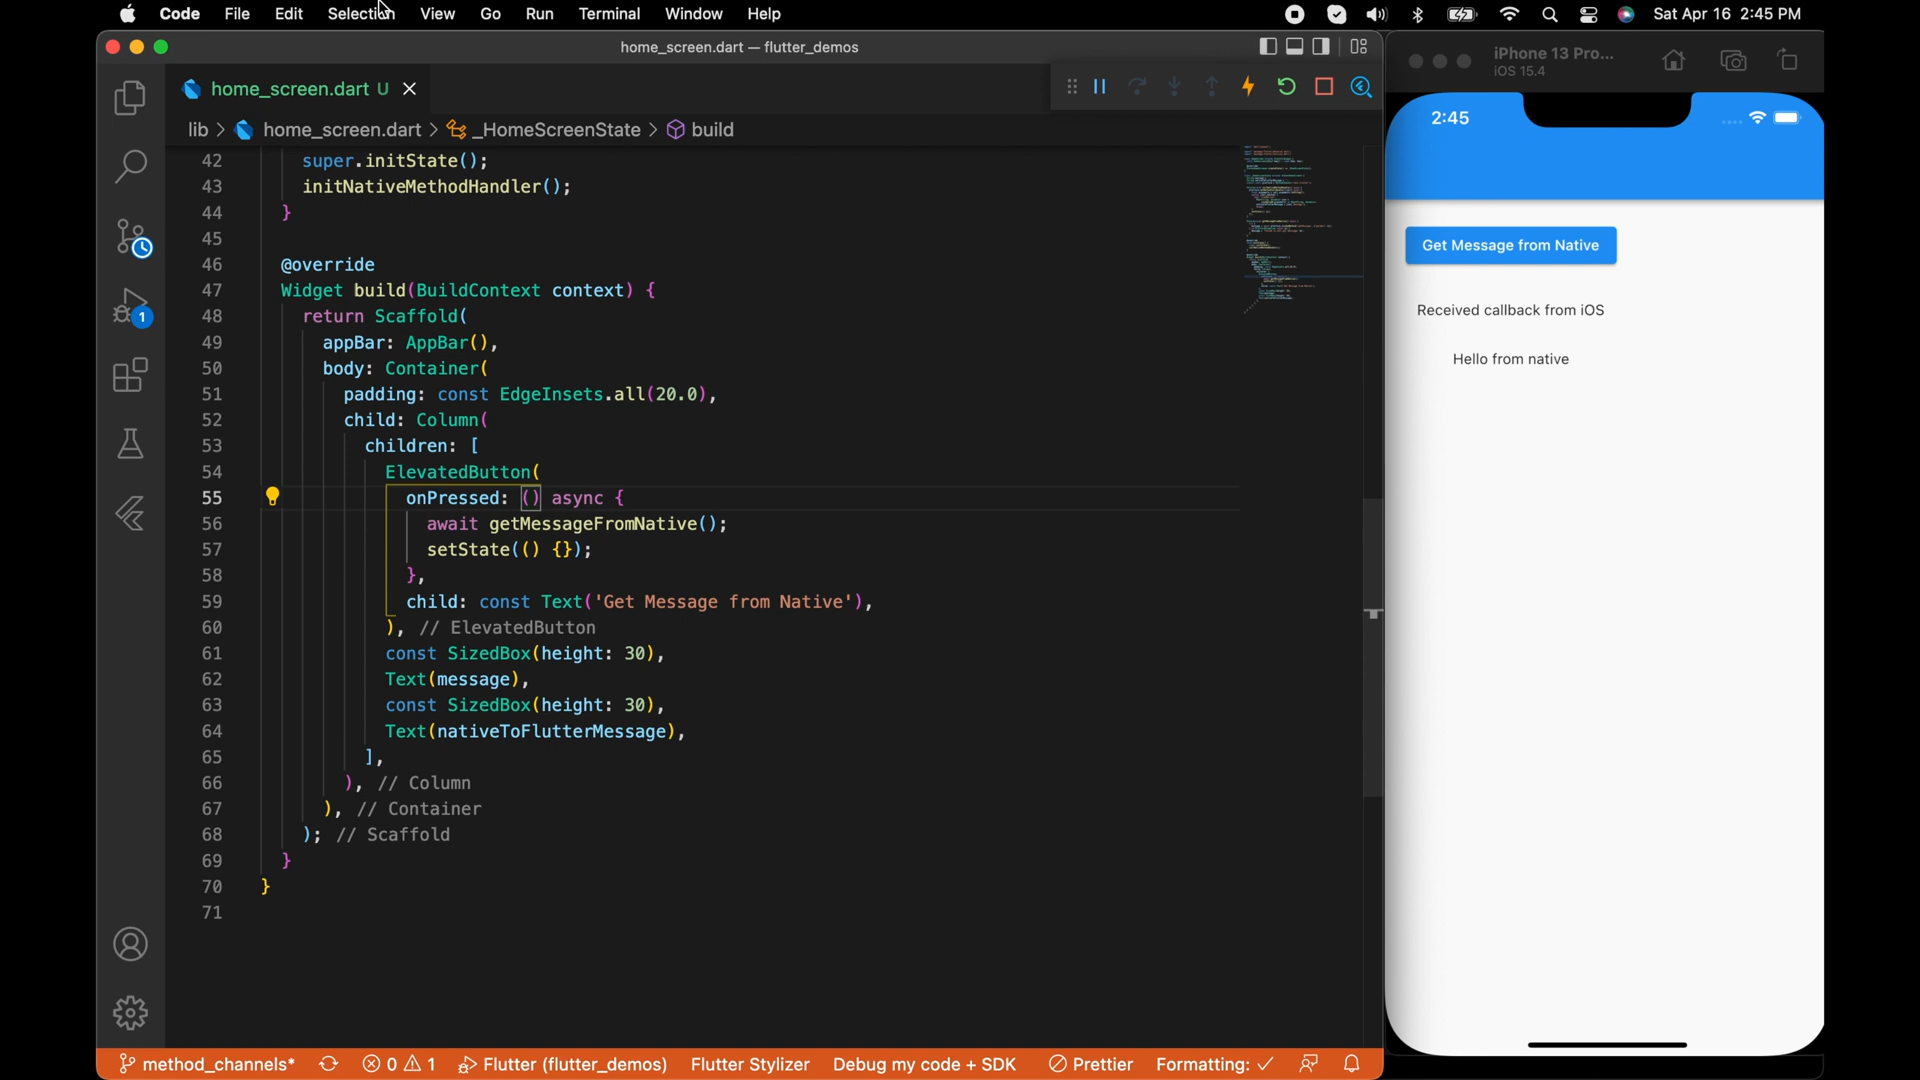 Code File Edit Selection View Go Run Terminal Window Help Sat Apr 16 2:45 PM
home_screen.dart — flutter_demos
home_screen.dart U
lib > home_screen.dart > _HomeScreenState > build
42 super.initState();
43 initNativeMethodHandler();
44 }
45
46 @override
47 Widget build(BuildContext context) {
48 return Scaffold(
49 appBar: AppBar(),
50 body: Container(
51 padding: const EdgeInsets.all(20.0),
52 child: Column(
53 children: [
54 ElevatedButton(
55 onPressed: () async {
56 await getMessageFromNative();
57 setState(() {});
58 },
59 child: const Text('Get Message from Native'),
60 ), // ElevatedButton
61 const SizedBox(height: 30),
62 Text(message),
63 const SizedBox(height: 30),
64 Text(nativeToFlutterMessage),
65 ],
66 ), // Column
67 ), // Container
68 ); // Scaffold
69 }
70 }
71
1
method_channels* 0 1 Flutter (flutter_demos) Flutter Stylizer Debug my code + SDK Prettier Formatting: ✓
iPhone 13 Pro...
iOS 15.4
2:45
Get Message from Native
Received callback from iOS
Hello from native